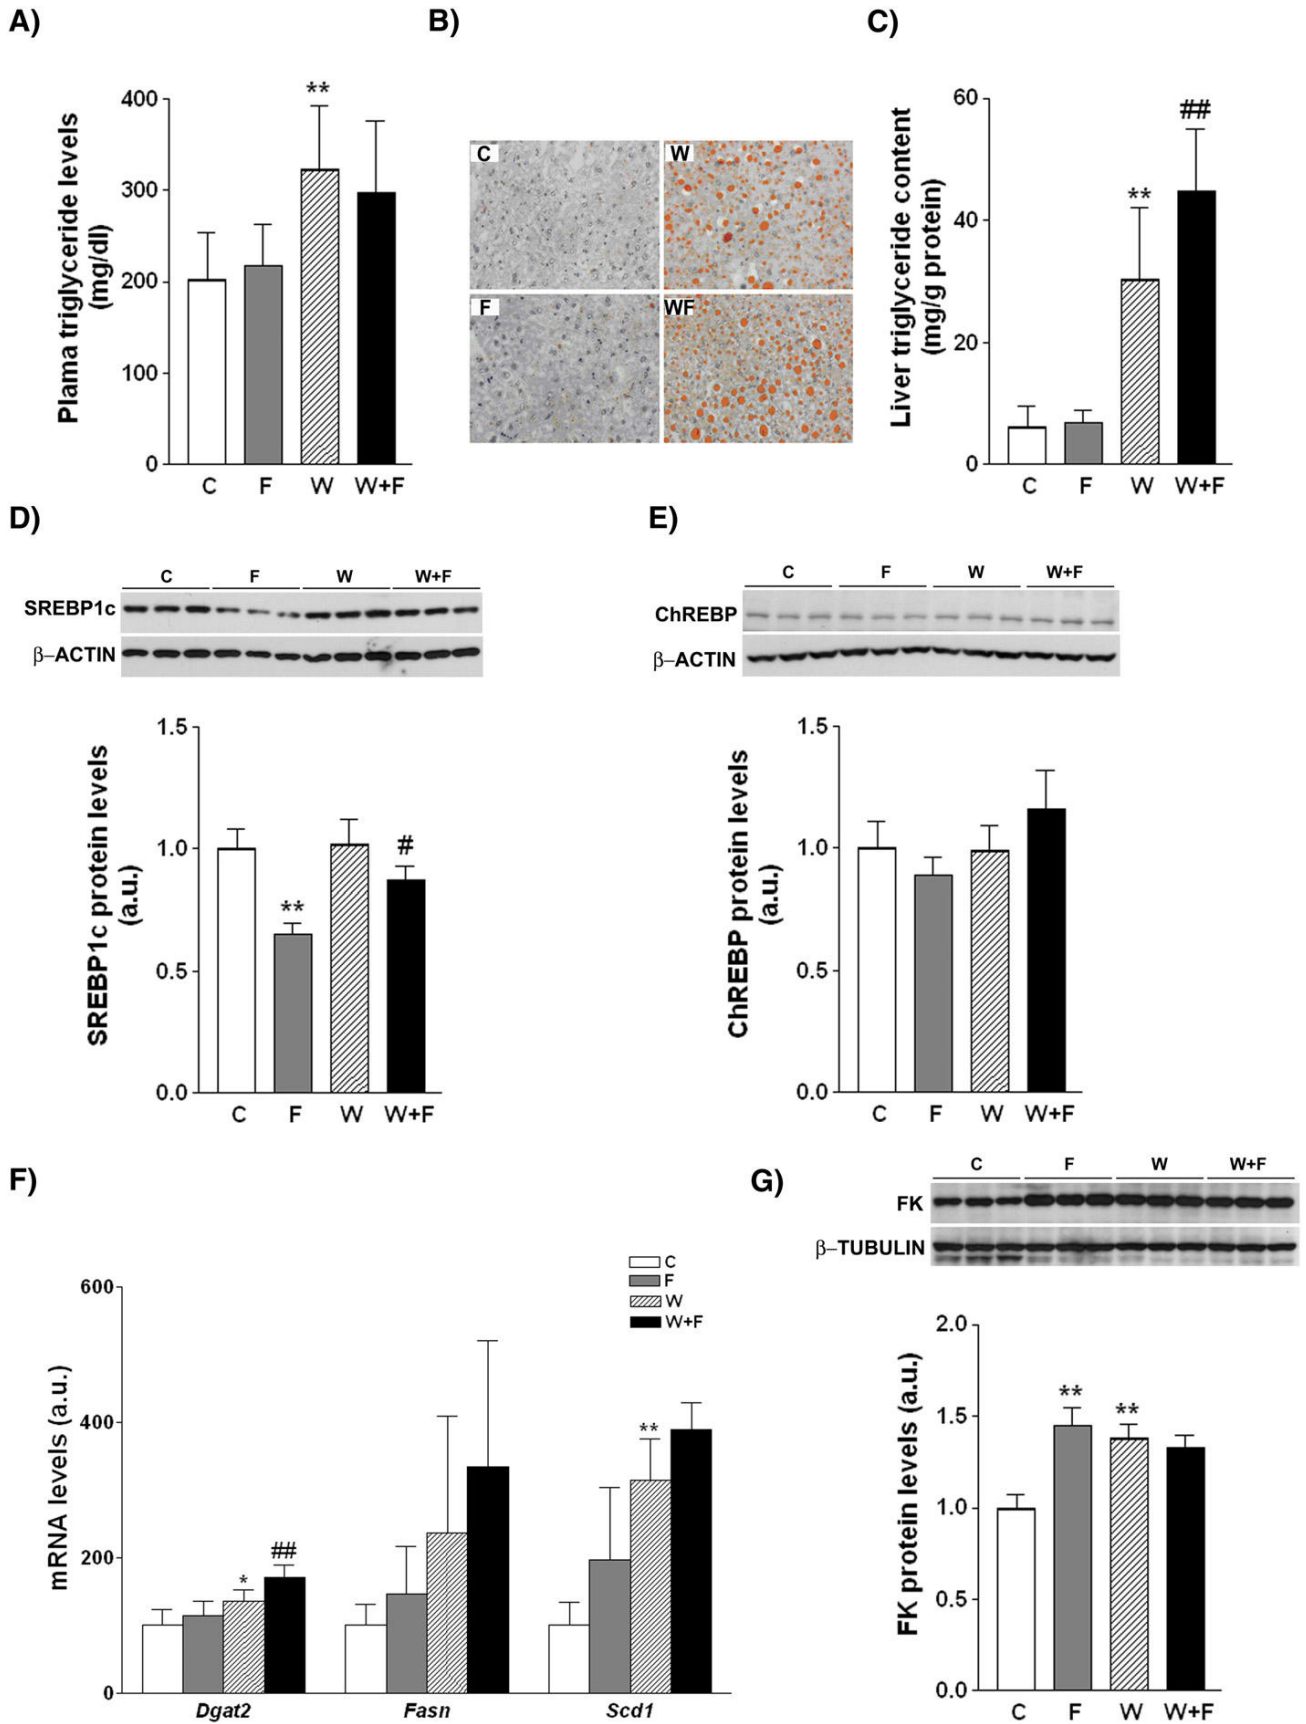 A)
B)
C)
Plama triglyceride levels
(mg/dl)
400
300
200
100
0
**
C F W W+F
C
W
F
WF
Liver triglyceride content
(mg/g protein)
60
40
20
0
**
##
C F W W+F
D)
E)
C F W W+F
SREBP1c
β–ACTIN
SREBP1c protein levels
(a.u.)
1.5
1.0
0.5
0.0
**
#
C F W W+F
C F W W+F
ChREBP
β–ACTIN
ChREBP protein levels
(a.u.)
1.5
1.0
0.5
0.0
C F W W+F
F)
G)
C
F
W
W+F
mRNA levels (a.u.)
600
400
200
0
*
##
**
Dgat2 Fasn Scd1
C F W W+F
FK
β–TUBULIN
FK protein levels (a.u.)
2.0
1.5
1.0
0.5
0.0
**
**
C F W W+F